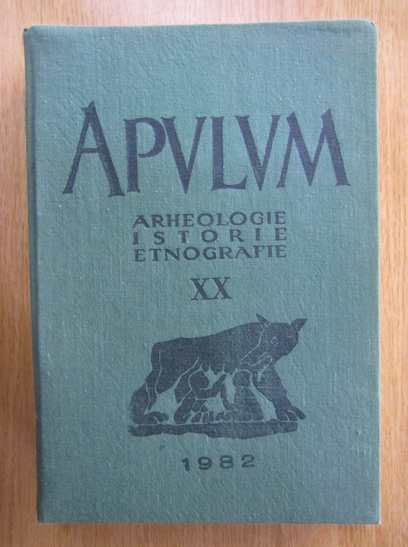 APVLVM
ARHEOLOGIE
ISTORIE
ETNOGRAFIE
XX
1982